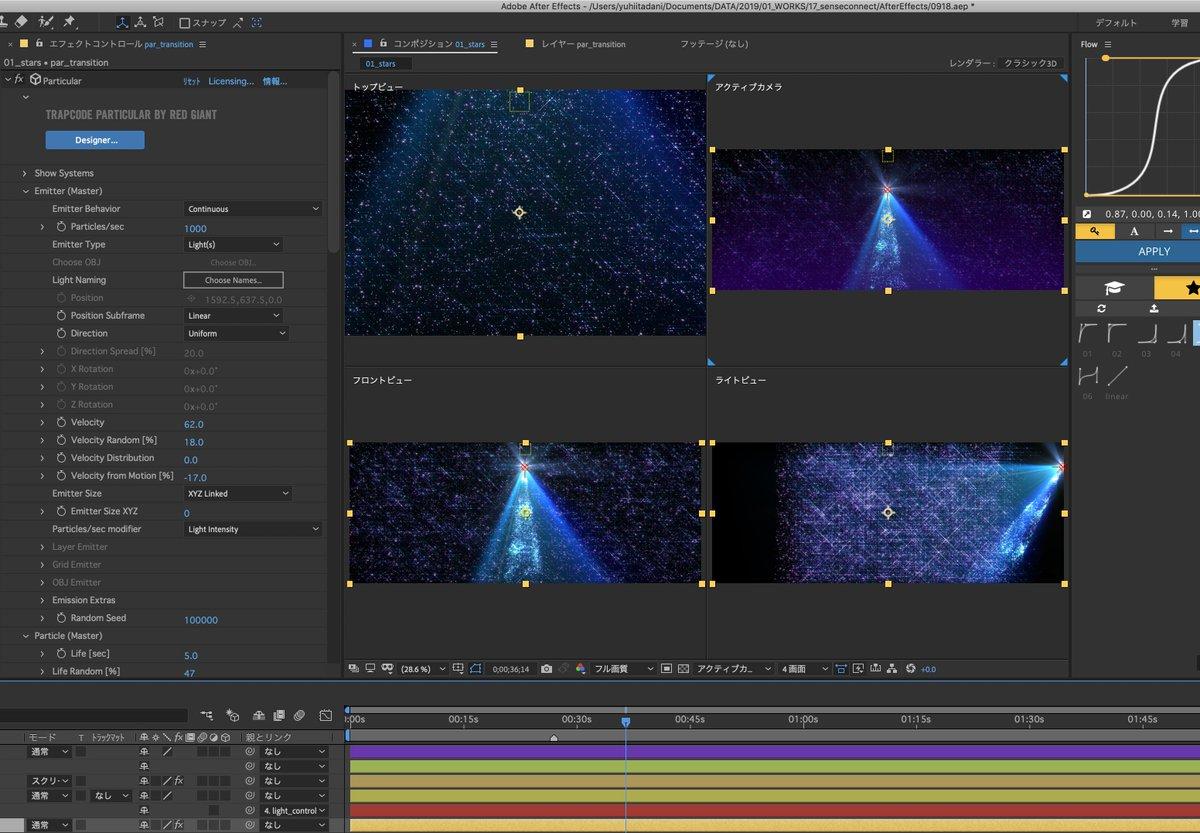 Adobe After Effects - /Users/yuhiitadani/Documents/DATA/2019/01_WORKS/17_senseconnect/AfterEffects/0918.aep *
スナップ
デフォルト
学習
× エフェクトコントロール par_transition
× コンポジション 01_stars
レイヤー par_transition
フッテージ (なし)
Flow
01_stars • par_transition
01_stars
レンダラー： クラシック3D
fx Particular
リセット Licensing... 情報...
TRAPCODE PARTICULAR BY RED GIANT
Designer...
Show Systems
Emitter (Master)
Emitter Behavior Continuous
Particles/sec 1000
Emitter Type Light(s)
Choose OBJ Choose OBJ...
Light Naming Choose Names...
Position 1592.5,637.5,0.0
Position Subframe Linear
Direction Uniform
Direction Spread [%] 20.0
X Rotation 0x+0.0°
Y Rotation 0x+0.0°
Z Rotation 0x+0.0°
Velocity 62.0
Velocity Random [%] 18.0
Velocity Distribution 0.0
Velocity from Motion [%] -17.0
Emitter Size XYZ Linked
Emitter Size XYZ 0
Particles/sec modifier Light Intensity
Layer Emitter
Grid Emitter
OBJ Emitter
Emission Extras
Random Seed 100000
Particle (Master)
Life [sec] 5.0
Life Random [%] 47
トップビュー
アクティブカメラ
フロントビュー
ライトビュー
0.87, 0.00, 0.14, 1.00
A
APPLY
01 02 03 04
06 linear
(28.6 %) 0;00;36;14 フル画質 アクティブカ... 4 画面 +0.0
:00s 00:15s 00:30s 00:45s 01:00s 01:15s 01:30s 01:45s
モード T トラックマット fx 親とリンク
通常 なし
なし
スクリ･ fx なし
通常 なし なし
4. light_control
通常 fx なし